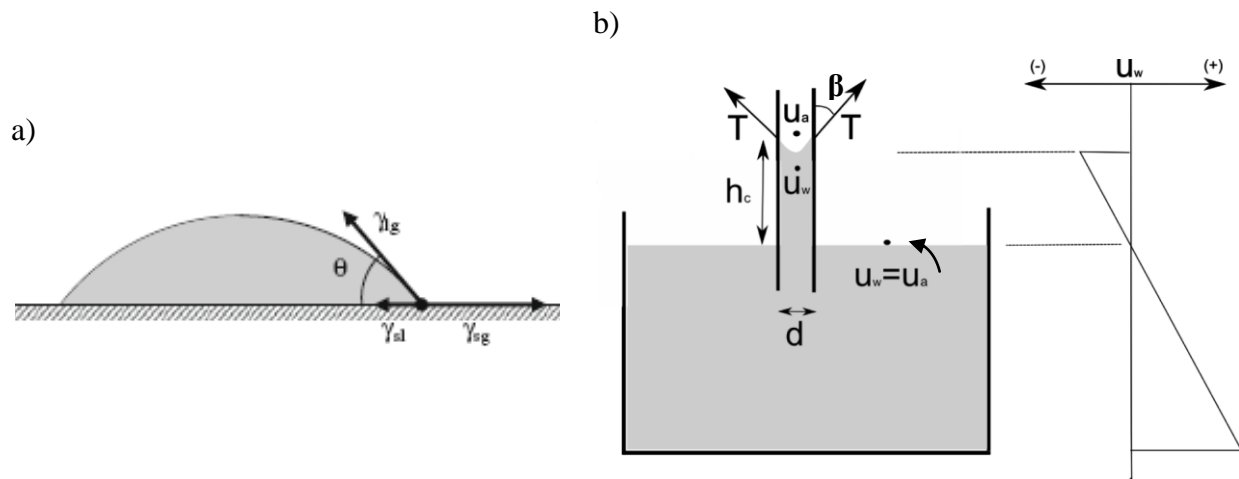 a)
γlg
θ
γsl γsg
b)
(-) uw (+)
β
T ua T
hc
uw
uw=ua
d